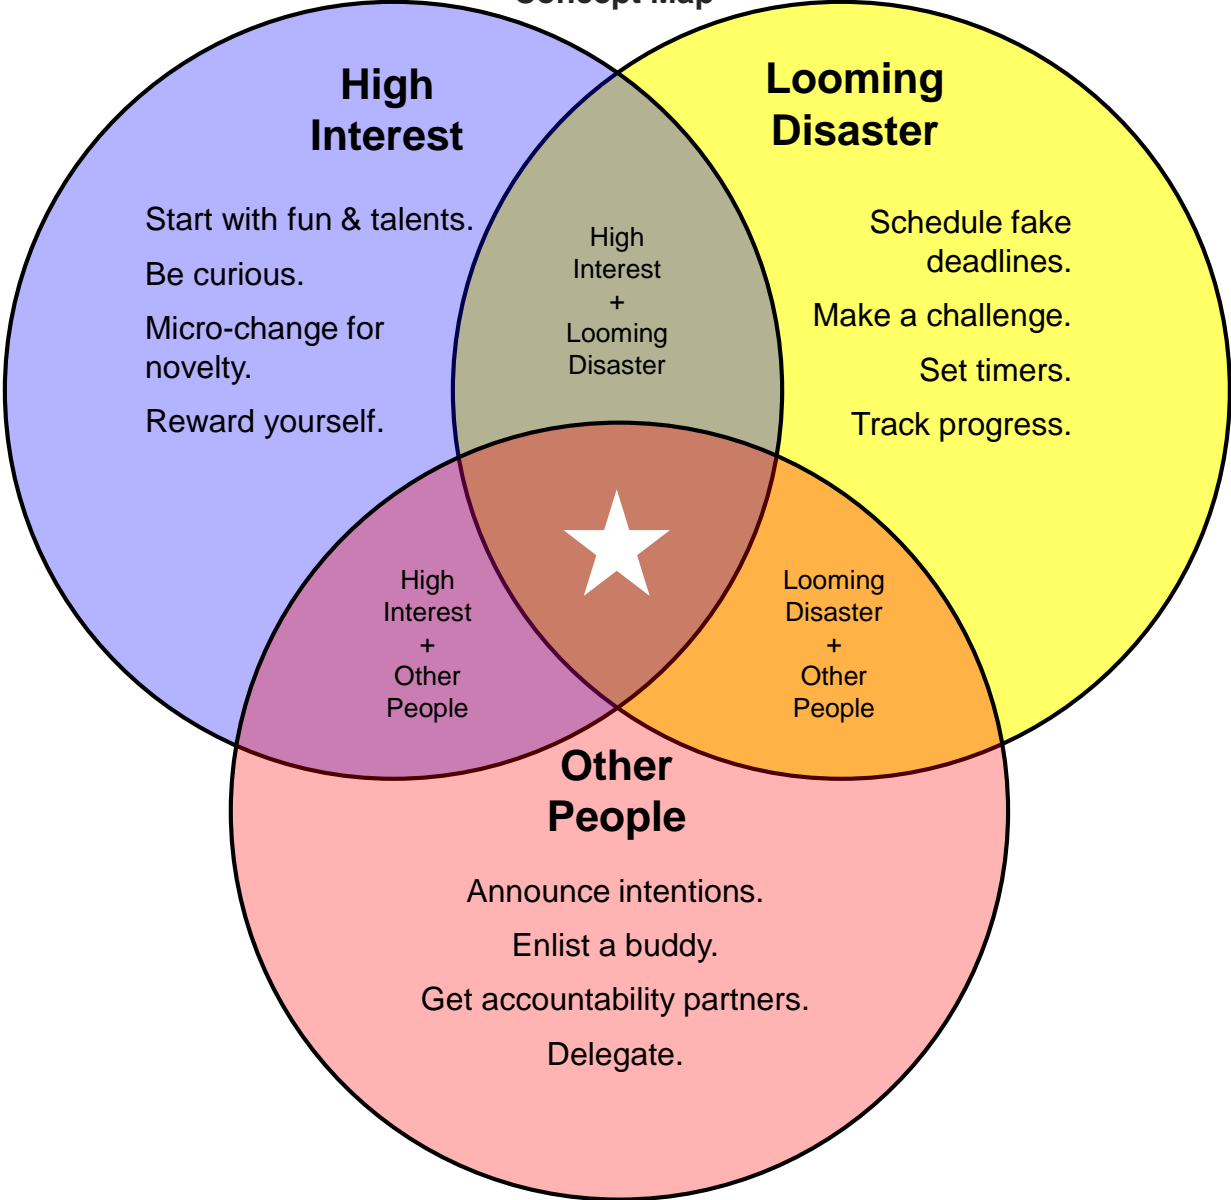 Concept Map
High
Interest
Looming
Disaster
Start with fun & talents.
Be curious.
Micro-change for
novelty.
Reward yourself.
High
Interest
+
Looming
Disaster
Schedule fake
deadlines.
Make a challenge.
Set timers.
Track progress.
High
Interest
+
Other
People
Looming
Disaster
+
Other
People
Other
People
Announce intentions.
Enlist a buddy.
Get accountability partners.
Delegate.